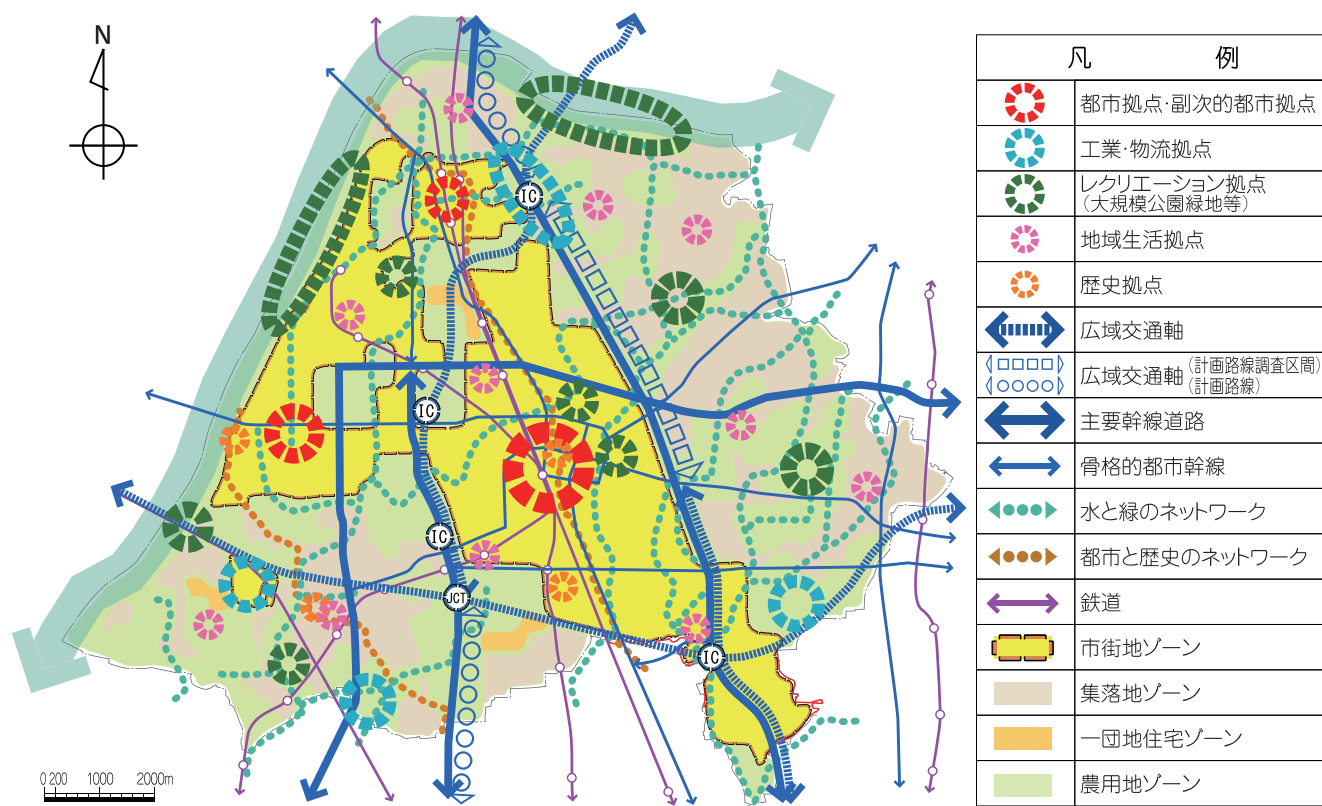 N
IC
IC
IC
JCT
IC
0 200 1000 2000m
凡 例
都市拠点・副次的都市拠点
工業・物流拠点
レクリエーション拠点
(大規模公園緑地等)
地域生活拠点
歴史拠点
広域交通軸
広域交通軸 (計画路線調査区間)
(計画路線)
主要幹線道路
骨格的都市幹線
水と緑のネットワーク
都市と歴史のネットワーク
鉄道
市街地ゾーン
集落地ゾーン
一団地住宅ゾーン
農用地ゾーン